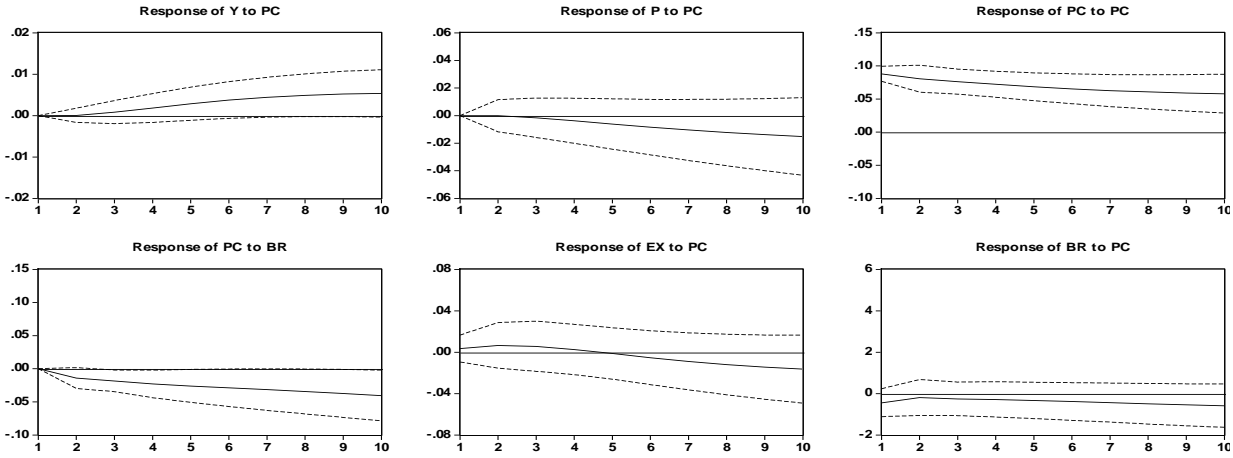 Response of Y to PC
.02
.01
.00
-.01
-.02
1 2 3 4 5 6 7 8 9 10
Response of P to PC
.06
.04
.02
.00
-.02
-.04
-.06
1 2 3 4 5 6 7 8 9 10
Response of PC to PC
.15
.10
.05
.00
-.05
-.10
1 2 3 4 5 6 7 8 9 10
Response of PC to BR
.15
.10
.05
.00
-.05
-.10
1 2 3 4 5 6 7 8 9 10
Response of EX to PC
.08
.04
.00
-.04
-.08
1 2 3 4 5 6 7 8 9 10
Response of BR to PC
6
4
2
0
-2
1 2 3 4 5 6 7 8 9 10